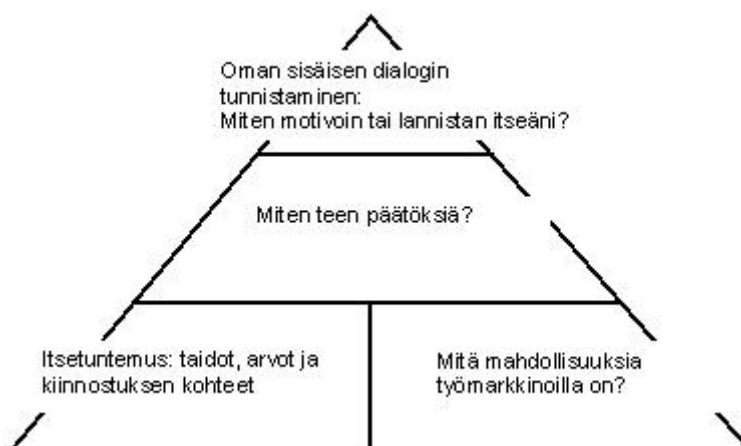 Oman sisäisen dialogin
tunnistaminen:
Miten motivoin tai lannistan itseäni?
Miten teen päätöksiä?
Itsetuntemus: taidot, arvot ja
kiinnostuksen kohteet
Mitä mahdollisuuksia
työmarkkinoilla on?